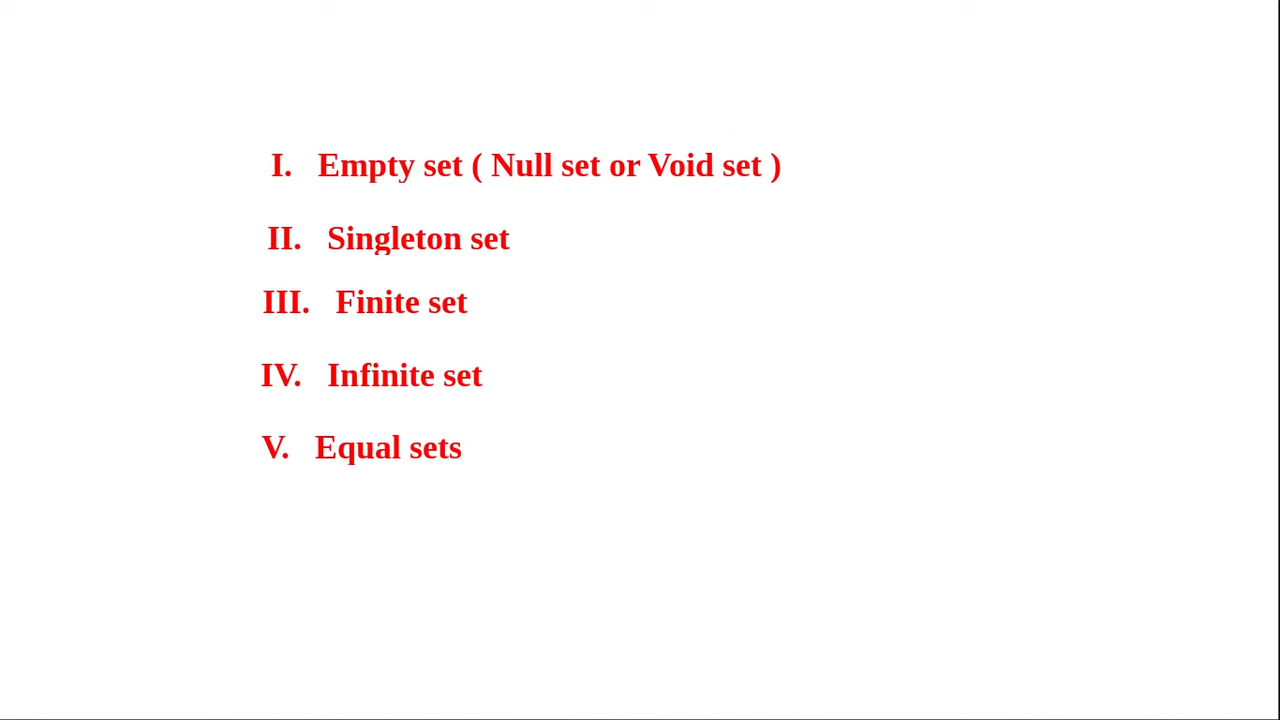 I. Empty set ( Null set or Void set )
II. Singleton set
III. Finite set
IV. Infinite set
V. Equal sets